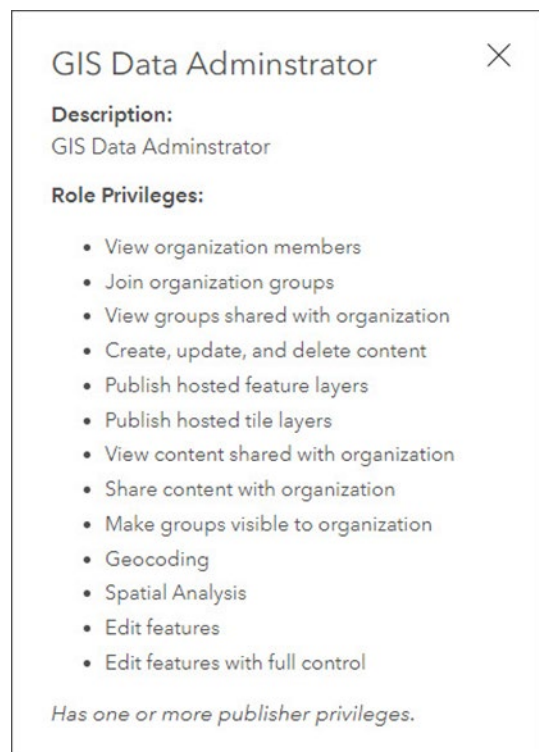 GIS Data Adminstrator
Description:
GIS Data Adminstrator
Role Privileges:
• View organization members
• Join organization groups
• View groups shared with organization
• Create, update, and delete content
• Publish hosted feature layers
• Publish hosted tile layers
• View content shared with organization
• Share content with organization
• Make groups visible to organization
• Geocoding
• Spatial Analysis
• Edit features
• Edit features with full control
Has one or more publisher privileges.